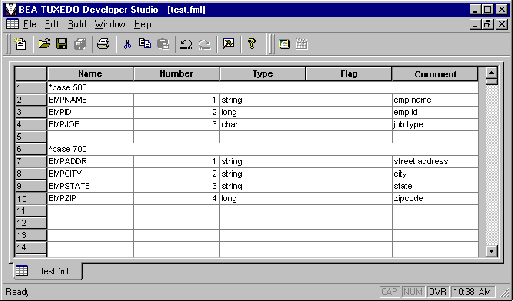 BEA TUXEDO Developer Studio - [test.fml]
File Edit Build Window Help
Name Number Type Flag Comment
1 *base 500
2 EMPNAME 1 string emp name
3 EMPID 2 long emp id
4 EMPJOB 3 char job type
5
6 *base 700
7 EMPADDR 1 string street address
8 EMPCITY 2 string city
9 EMPSTATE 3 string state
10 EMPZIP 4 long zipcode
11
12
13
14
test.fml
Ready CAP NUM OVR 10:38 AM